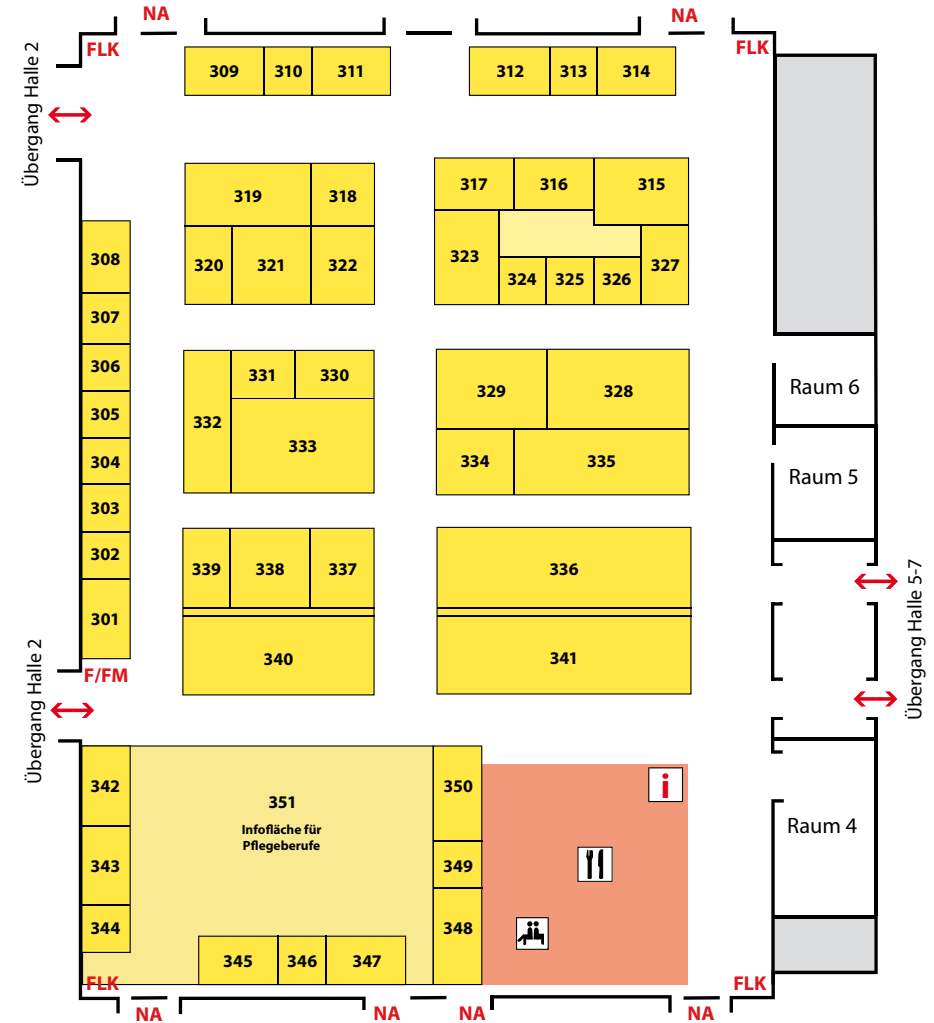 NA
NA
FLK
FLK
Übergang Halle 2
309
310
311
312
313
314
319
318
317
316
315
320
321
322
323
324
325
326
327
308
307
306
305
304
303
302
301
331
330
332
333
329
328
334
335
Raum 6
Raum 5
339
338
337
336
340
341
Übergang Halle 5-7
F/FM
Übergang Halle 2
342
343
344
351
Infofläche für
Pflegeberufe
350
349
348
345
346
347
i
Raum 4
FLK
FLK
NA
NA
NA
NA